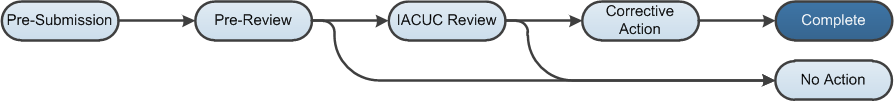 Pre-Submission
Pre-Review
IACUC Review
Corrective
Action
Complete
No Action